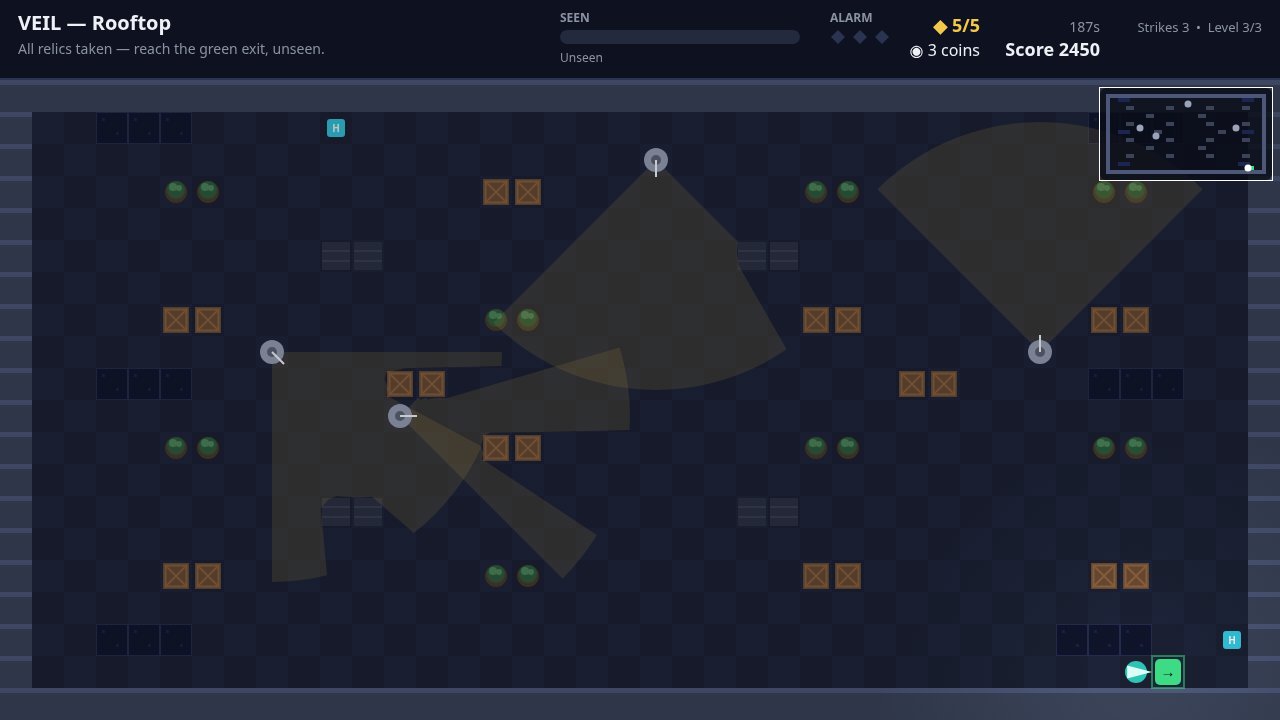 VEIL — Rooftop
All relics taken — reach the green exit, unseen.
SEEN
Unseen
ALARM
◆ 5/5
◉ 3 coins
187s
Score 2450
Strikes 3 • Level 3/3
H
H
→